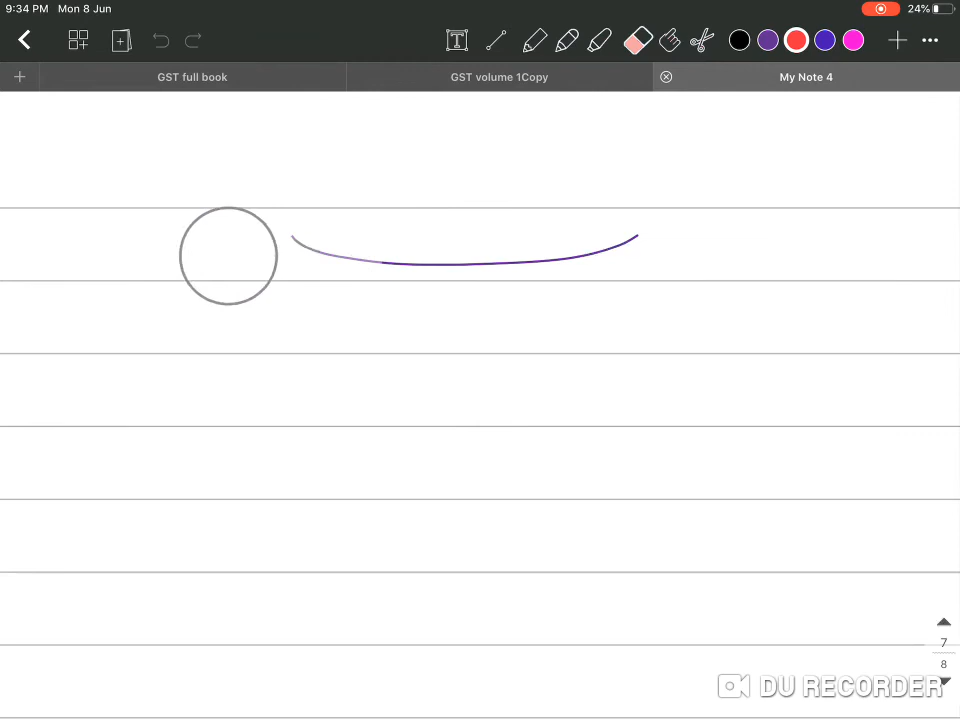 9:34 PM Mon 8 Jun 24%
T
GST full book GST volume 1Copy My Note 4
7
8
DU RECORDER